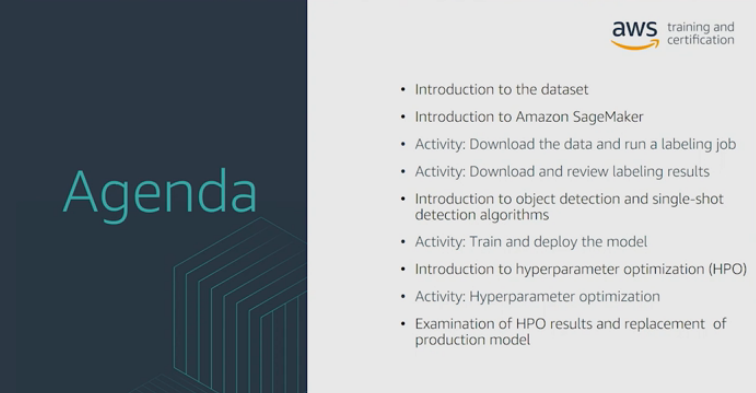 aws training and
certification
Agenda
• Introduction to the dataset
• Introduction to Amazon SageMaker
• Activity: Download the data and run a labeling job
• Activity: Download and review labeling results
• Introduction to object detection and single-shot
detection algorithms
• Activity: Train and deploy the model
• Introduction to hyperparameter optimization (HPO)
• Activity: Hyperparameter optimization
• Examination of HPO results and replacement of
production model